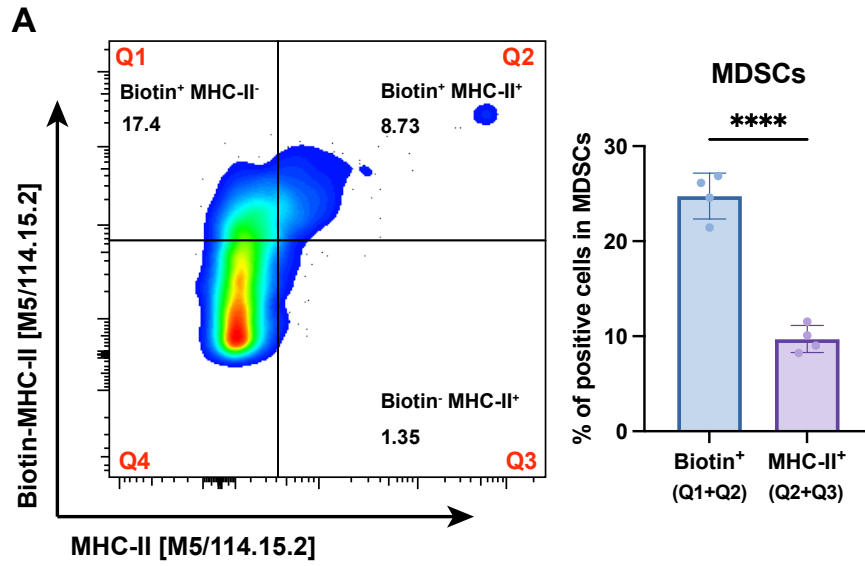 A
Q1
Q2
Biotin⁺ MHC-II⁻
17.4
Biotin⁺ MHC-II⁺
8.73
Biotin⁻ MHC-II⁺
1.35
Q4
Q3
Biotin-MHC-II [M5/114.15.2]
MHC-II [M5/114.15.2]
MDSCs
****
% of positive cells in MDSCs
30
20
10
0
Biotin⁺
(Q1+Q2)
MHC-II⁺
(Q2+Q3)